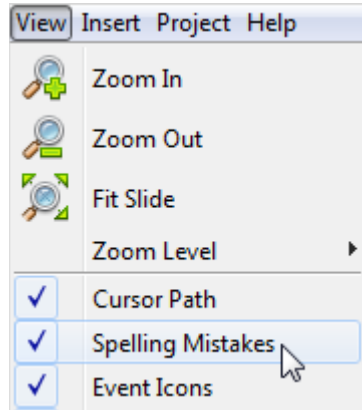 View Insert Project Help
Zoom In
Zoom Out
Fit Slide
Zoom Level
Cursor Path
Spelling Mistakes
Event Icons